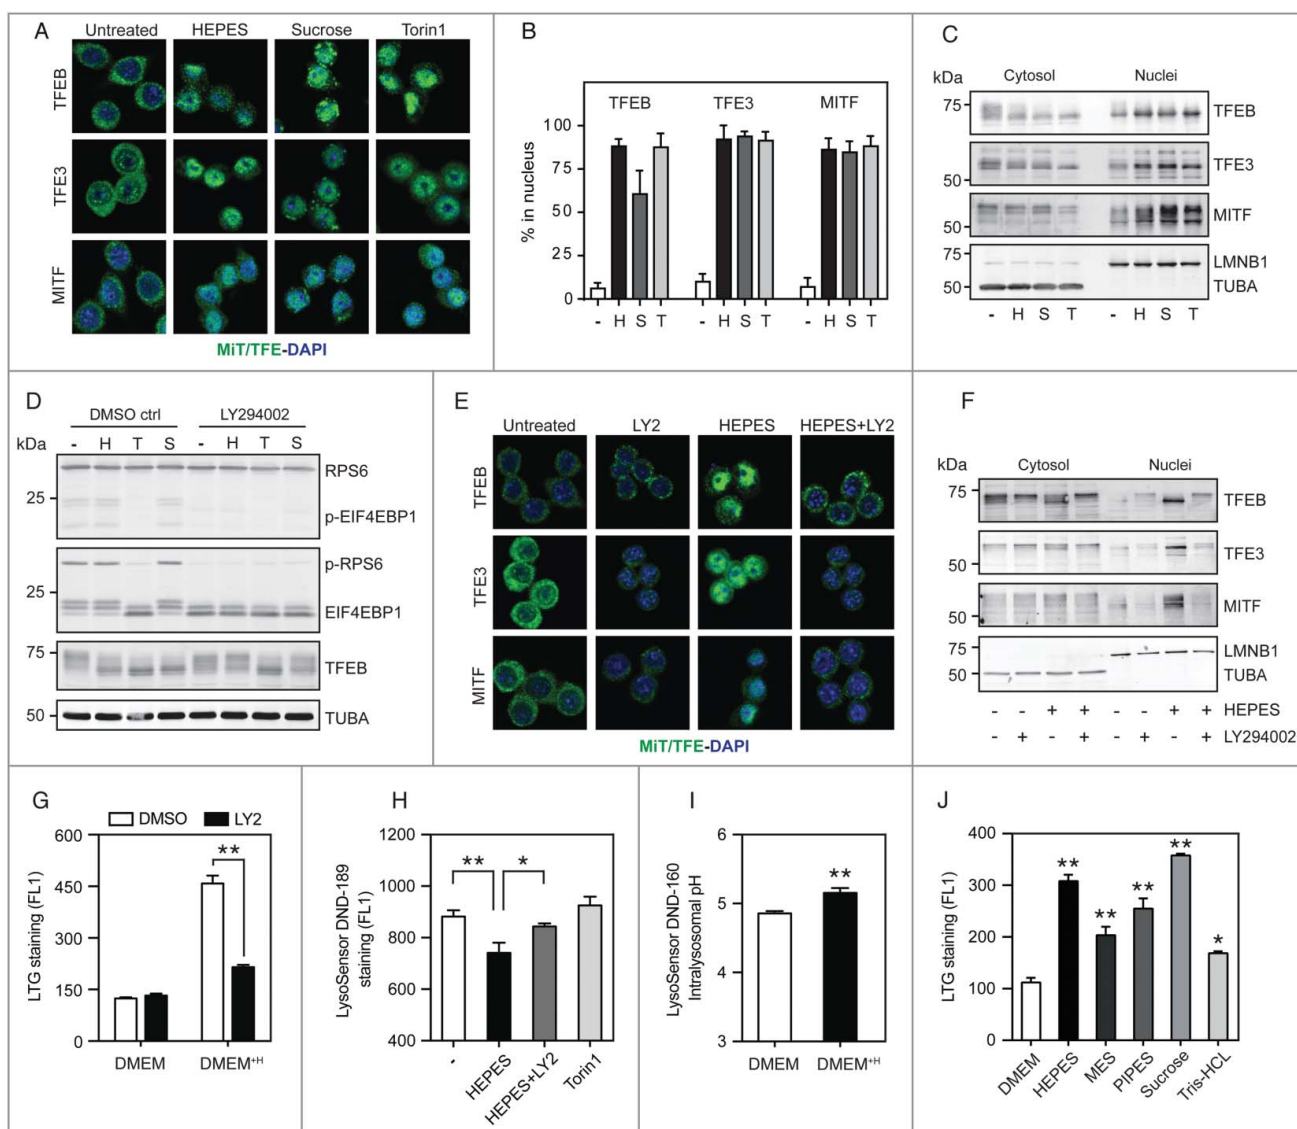 A
Untreated HEPES Sucrose Torin1
TFEB
TFE3
MITF
MiT/TFE-DAPI
B
% in nucleus
100
75
50
25
0
TFEB TFE3 MITF
- H S T - H S T - H S T
C
kDa Cytosol Nuclei
75 TFEB
TFE3
50
MITF
50
75 LMNB1
50 TUBA
- H S T - H S T
D
DMSO ctrl LY294002
kDa - H T S - H T S
RPS6
25
p-EIF4EBP1
p-RPS6
25
EIF4EBP1
75
TFEB
50 TUBA
E
Untreated LY2 HEPES HEPES+LY2
TFEB
TFE3
MITF
MiT/TFE-DAPI
F
kDa Cytosol Nuclei
75 TFEB
TFE3
50
MITF
50
75 LMNB1
50 TUBA
- - + + - - + + HEPES
- + - + - + - + LY294002
G
DMSO LY2
LTG staining (FL1)
600
450
300
150
0
**
DMEM DMEM+H
H
LysoSensor DND-189
staining (FL1)
1200
1000
800
600
400
** *
- HEPES HEPES+LY2 Torin1
I
LysoSensor DND-160
Intralysosomal pH
6
5
4
3
**
DMEM DMEM+H
J
LTG staining (FL1)
400
300
200
100
0
** ** ** ** *
DMEM HEPES MES PIPES Sucrose Tris-HCL